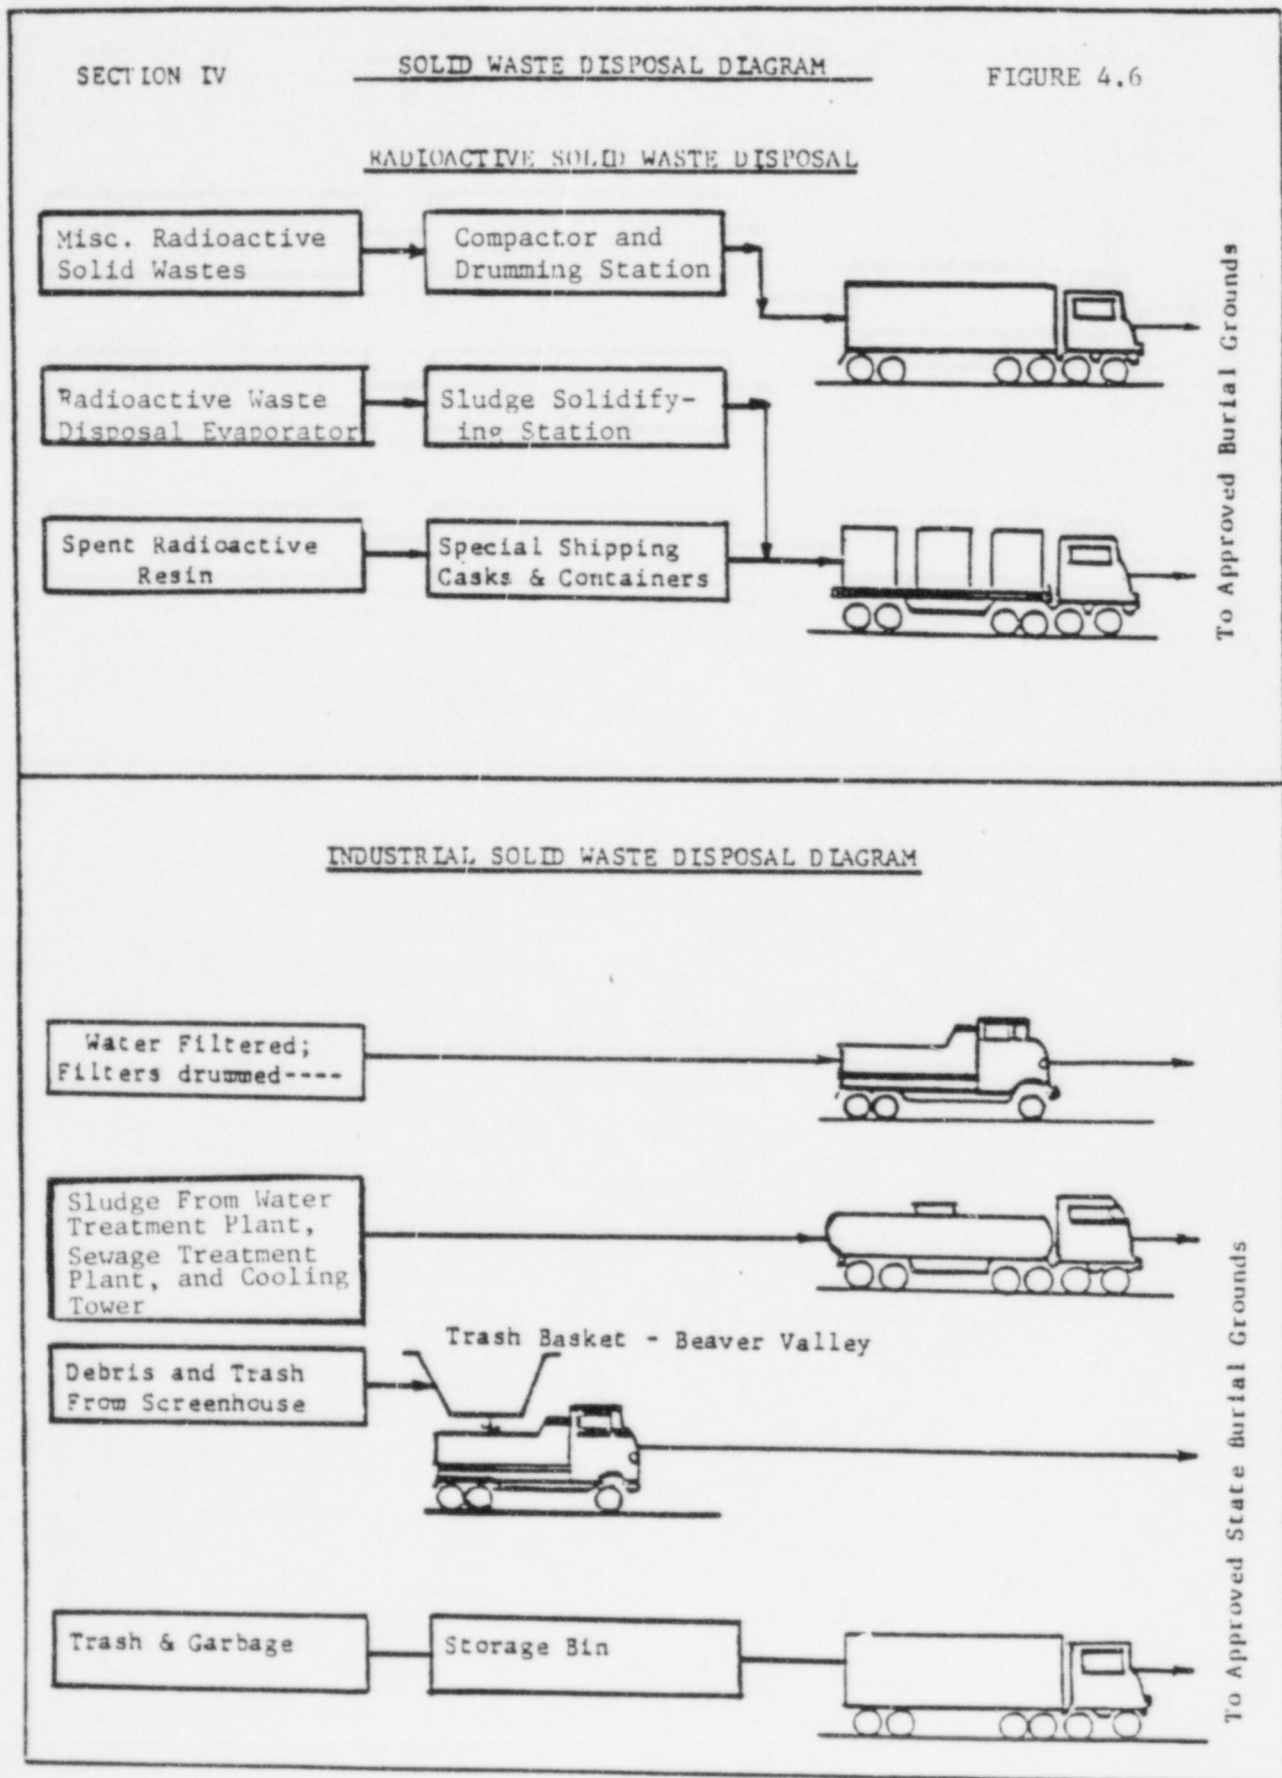 SECTION IV
SOLID WASTE DISPOSAL DIAGRAM
FIGURE 4.6
RADIOACTIVE SOLID WASTE DISPOSAL
Misc. Radioactive
Solid Wastes
Compactor and
Drumming Station
Radioactive Waste
Disposal Evaporator
Sludge Solidify-
ing Station
Spent Radioactive
Resin
Special Shipping
Casks & Containers
To Approved Burial Grounds
INDUSTRIAL SOLID WASTE DISPOSAL DIAGRAM
Water Filtered;
Filters drummed----
Sludge From Water
Treatment Plant,
Sewage Treatment
Plant, and Cooling
Tower
Trash Basket - Beaver Valley
Debris and Trash
From Screenhouse
Trash & Garbage
Storage Bin
To Approved State Burial Grounds